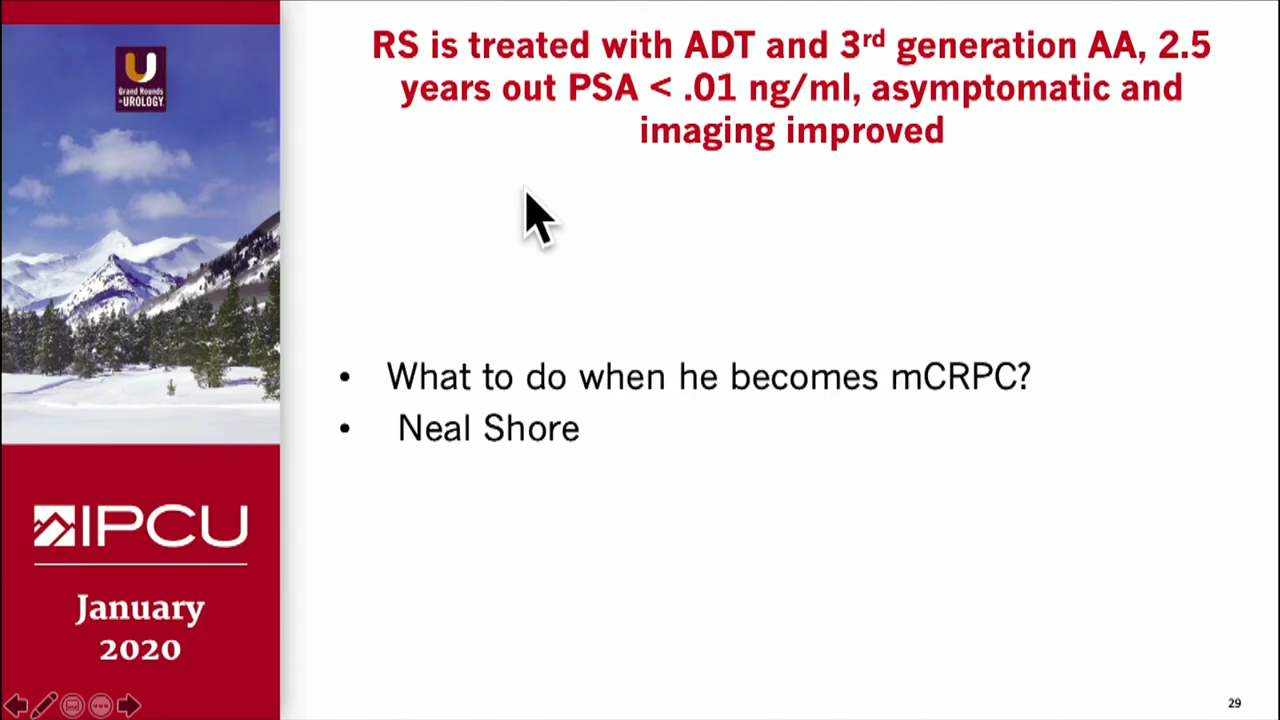 RS is treated with ADT and 3rd generation AA, 2.5
years out PSA < .01 ng/ml, asymptomatic and
imaging improved
• What to do when he becomes mCRPC?
• Neal Shore
U
Grand Rounds
in UROLOGY
IPCU
January
2020
29